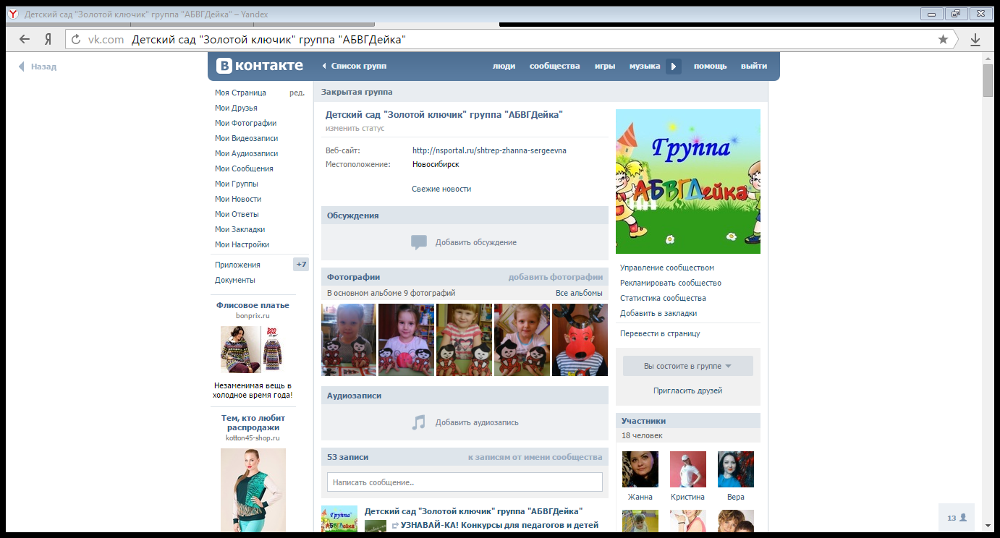 Детский сад "Золотой ключик" группа "АБВГДейка" – Yandex
Я vk.com Детский сад "Золотой ключик" группа "АБВГДейка"
Назад
В контакте
Список групп
люди сообщества игры музыка помощь выйти
Моя Страница ред.
Мои Друзья
Мои Фотографии
Мои Видеозаписи
Мои Аудиозаписи
Мои Сообщения
Мои Группы
Мои Новости
Мои Ответы
Мои Закладки
Мои Настройки
Приложения +7
Документы
Флисовое платье
bonprix.ru
bon
prix
Незаменимая вещь в
холодное время года!
Тем, кто любит
распродажи
kotton45-shop.ru
Закрытая группа
Детский сад "Золотой ключик" группа "АБВГДейка"
изменить статус
Веб-сайт: http://nsportal.ru/shtrep-zhanna-sergeevna
Местоположение: Новосибирск
Свежие новости
Обсуждения
Добавить обсуждение
Фотографии добавить фотографии
В основном альбоме 9 фотографий Все альбомы
Аудиозаписи
Добавить аудиозапись
53 записи к записям от имени сообщества
Написать сообщение..
Группа
АБВГДейка
Детский сад "Золотой ключик" группа "АБВГДейка"
УЗНАВАЙ-КА! Конкурсы для педагогов и детей
Группа
АБВГДейка
Управление сообществом
Рекламировать сообщество
Статистика сообщества
Добавить в закладки
Перевести в страницу
Вы состоите в группе
Пригласить друзей
Участники
18 человек
Жанна Кристина Вера
13